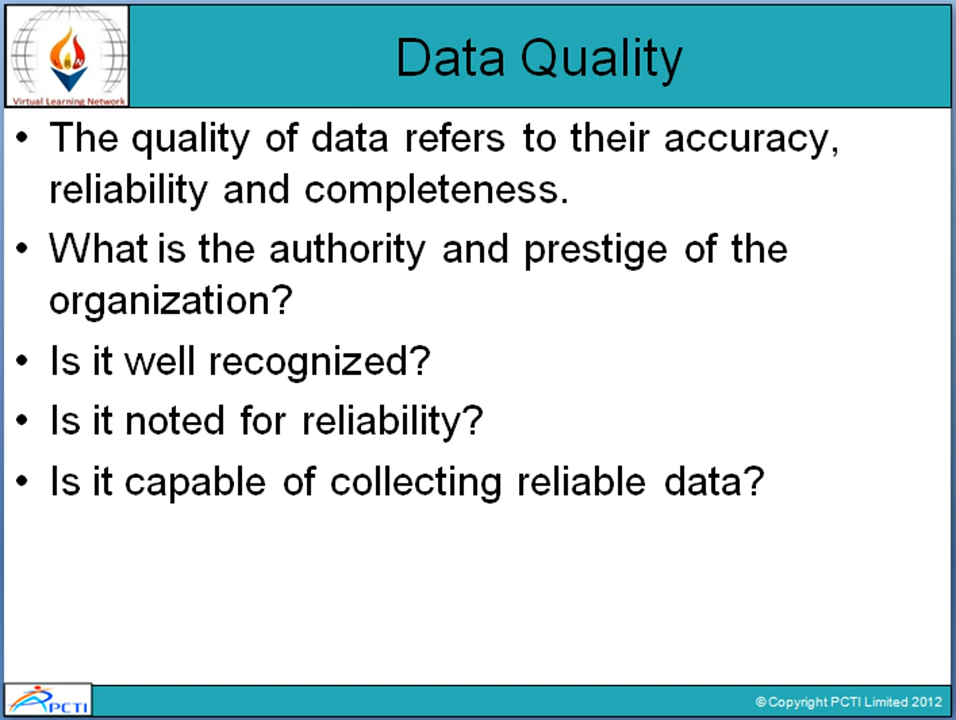 Data Quality
Virtual Learning Network
• The quality of data refers to their accuracy,
reliability and completeness.
• What is the authority and prestige of the
organization?
• Is it well recognized?
• Is it noted for reliability?
• Is it capable of collecting reliable data?
PCTI
© Copyright PCTI Limited 2012